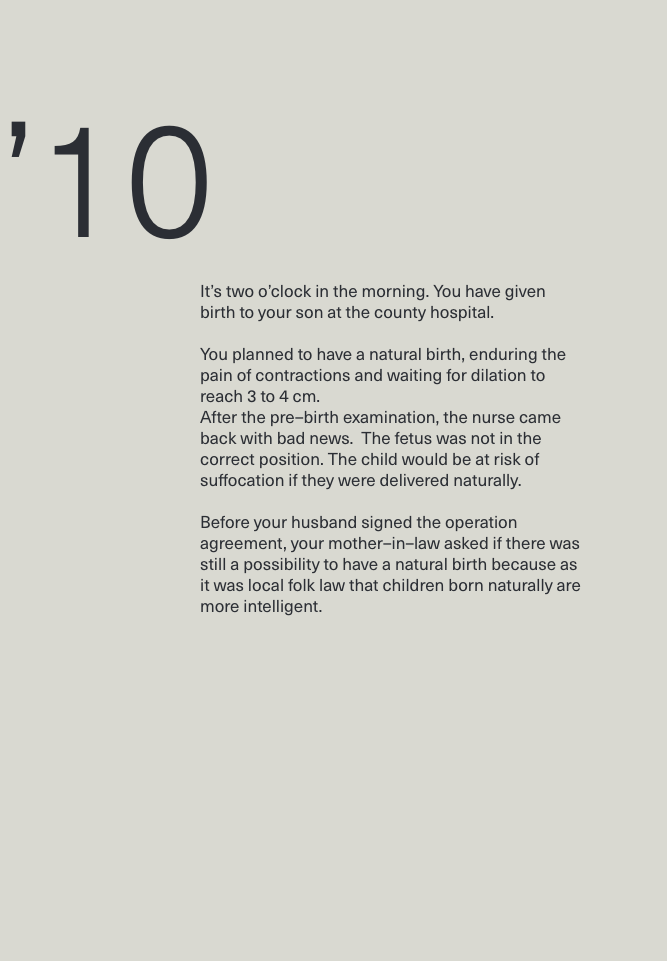 ’10
It’s two o’clock in the morning. You have given
birth to your son at the county hospital.
You planned to have a natural birth, enduring the
pain of contractions and waiting for dilation to
reach 3 to 4 cm.
After the pre–birth examination, the nurse came
back with bad news.  The fetus was not in the
correct position. The child would be at risk of
suffocation if they were delivered naturally.
Before your husband signed the operation
agreement, your mother–in–law asked if there was
still a possibility to have a natural birth because as
it was local folk law that children born naturally are
more intelligent.